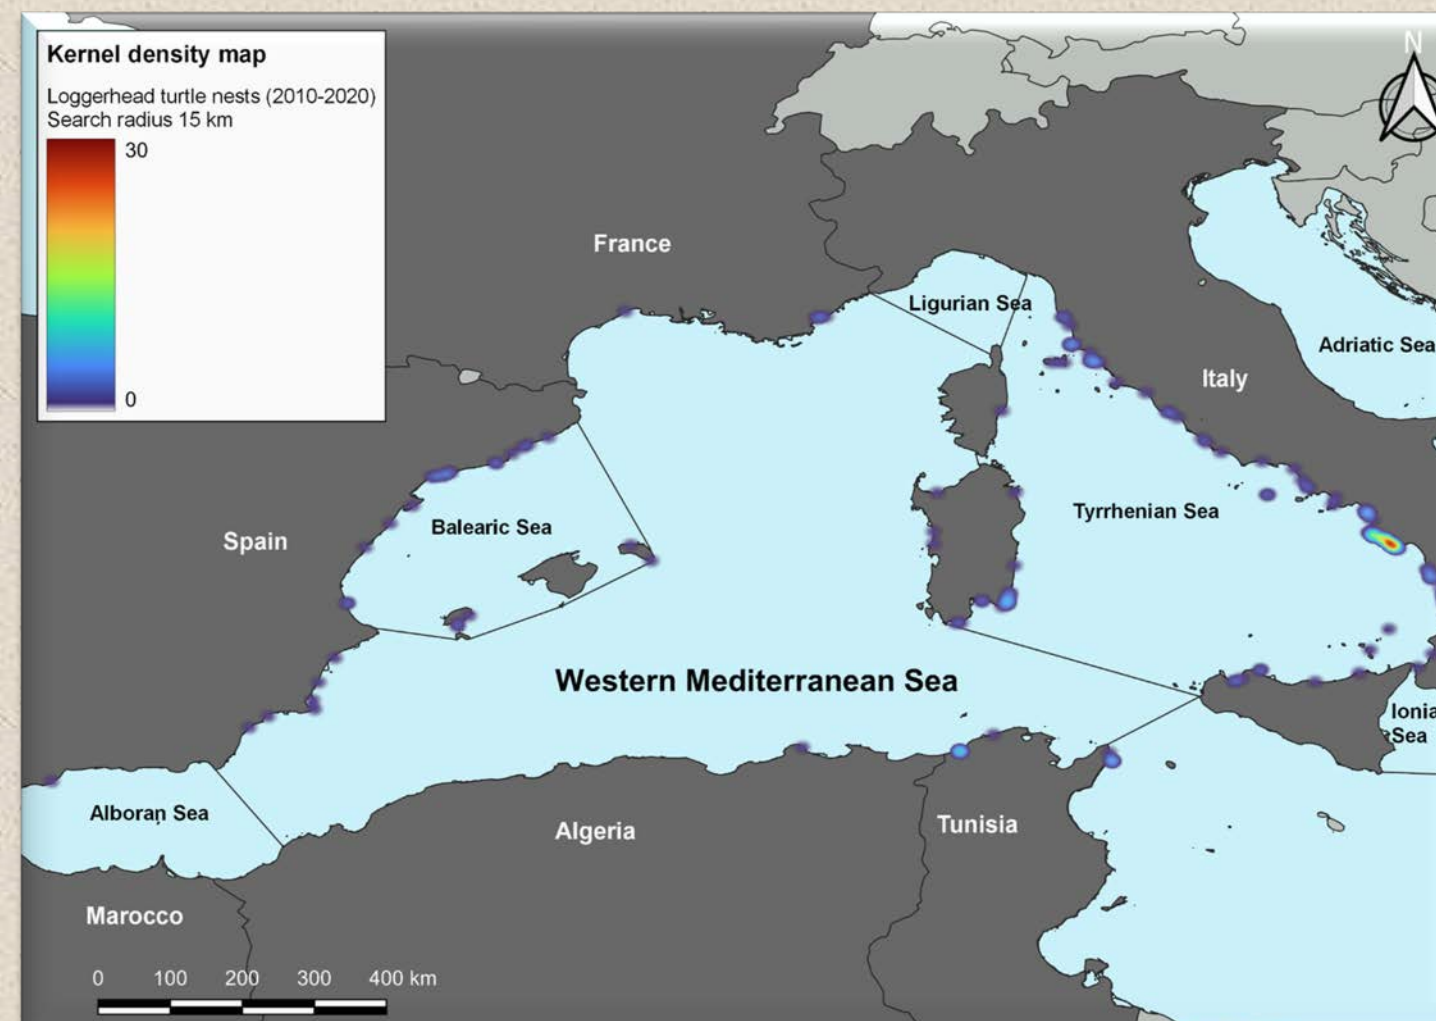 Kernel density map
Loggerhead turtle nests (2010-2020)
Search radius 15 km
30
0
N
France
Ligurian Sea
Adriatic Sea
Italy
Spain
Balearic Sea
Tyrrhenian Sea
Western Mediterranean Sea
Ionia
Sea
Alboran Sea
Algeria
Tunisia
Marocco
0 100 200 300 400 km